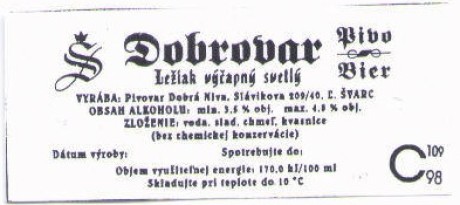 Š Dobrovar Pivo Bier
Ležiak výčapný svetlý
VYRÁBA: Pivovar Dobrá Niva, Slávikova 209/40, Ľ. ŠVARC
OBSAH ALKOHOLU: min. 3,6 % obj. max. 4,8 % obj.
ZLOŽENIE: voda, slad, chmeľ, kvasnice
(bez chemickej konzervácie)
Dátum výroby: Spotrebujte do:
Objem využiteľnej energie: 170,0 kJ/100 ml
Skladujte pri teplote do 10 °C
C 109
98